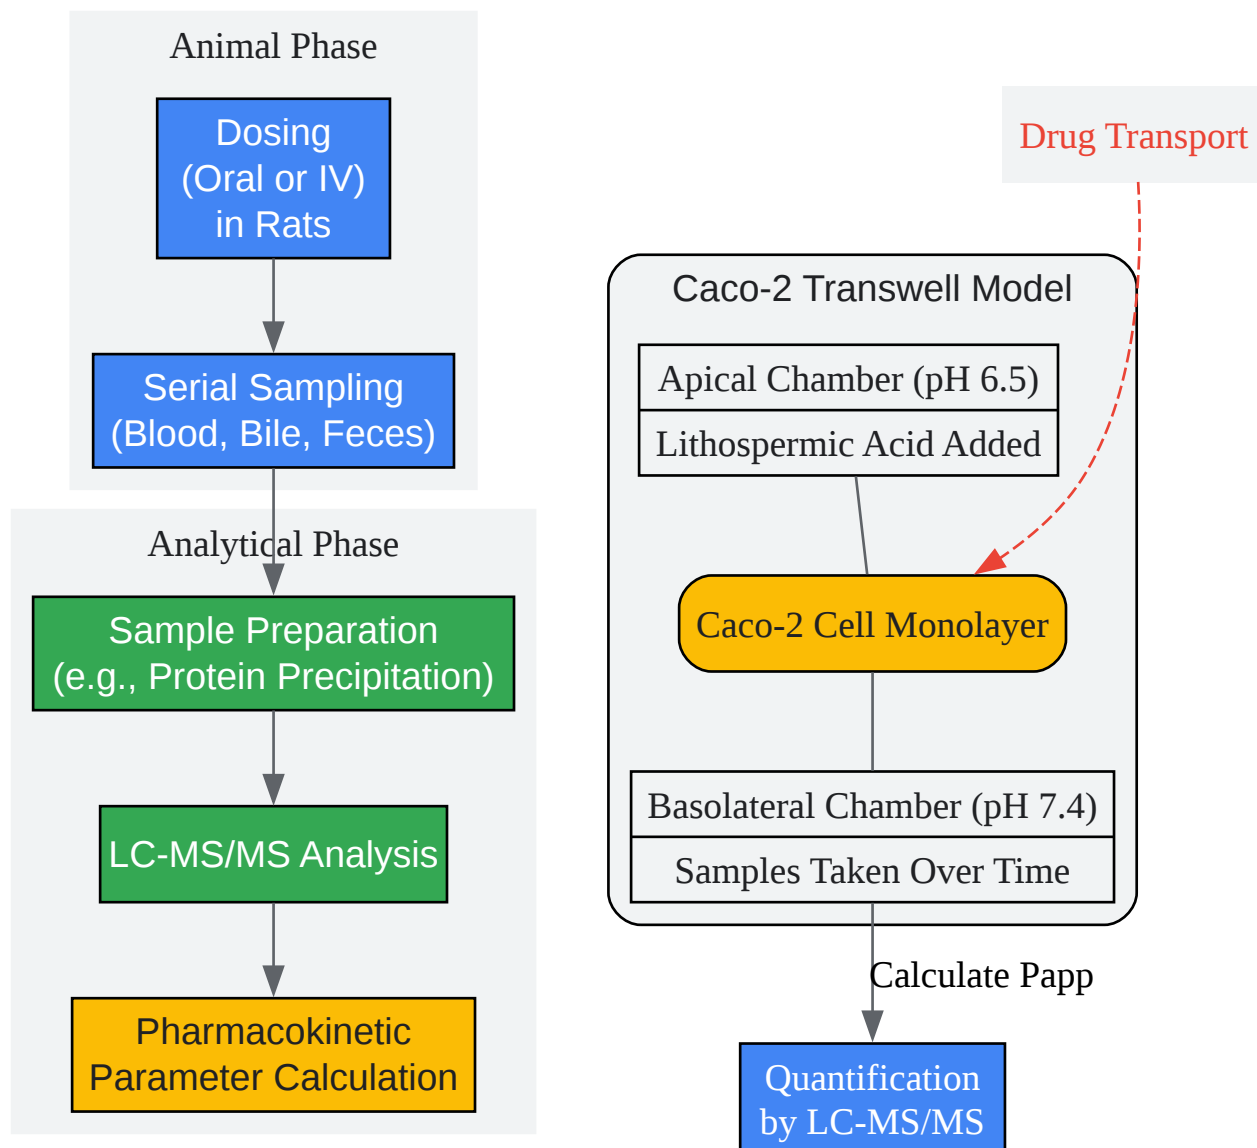 Animal Phase
Dosing
(Oral or IV)
in Rats
Serial Sampling
(Blood, Bile, Feces)
Analytical Phase
Sample Preparation
(e.g., Protein Precipitation)
LC-MS/MS Analysis
Pharmacokinetic
Parameter Calculation
Drug Transport
Caco-2 Transwell Model
Apical Chamber (pH 6.5)
Lithospermic Acid Added
Caco-2 Cell Monolayer
Basolateral Chamber (pH 7.4)
Samples Taken Over Time
Calculate Papp
Quantification
by LC-MS/MS